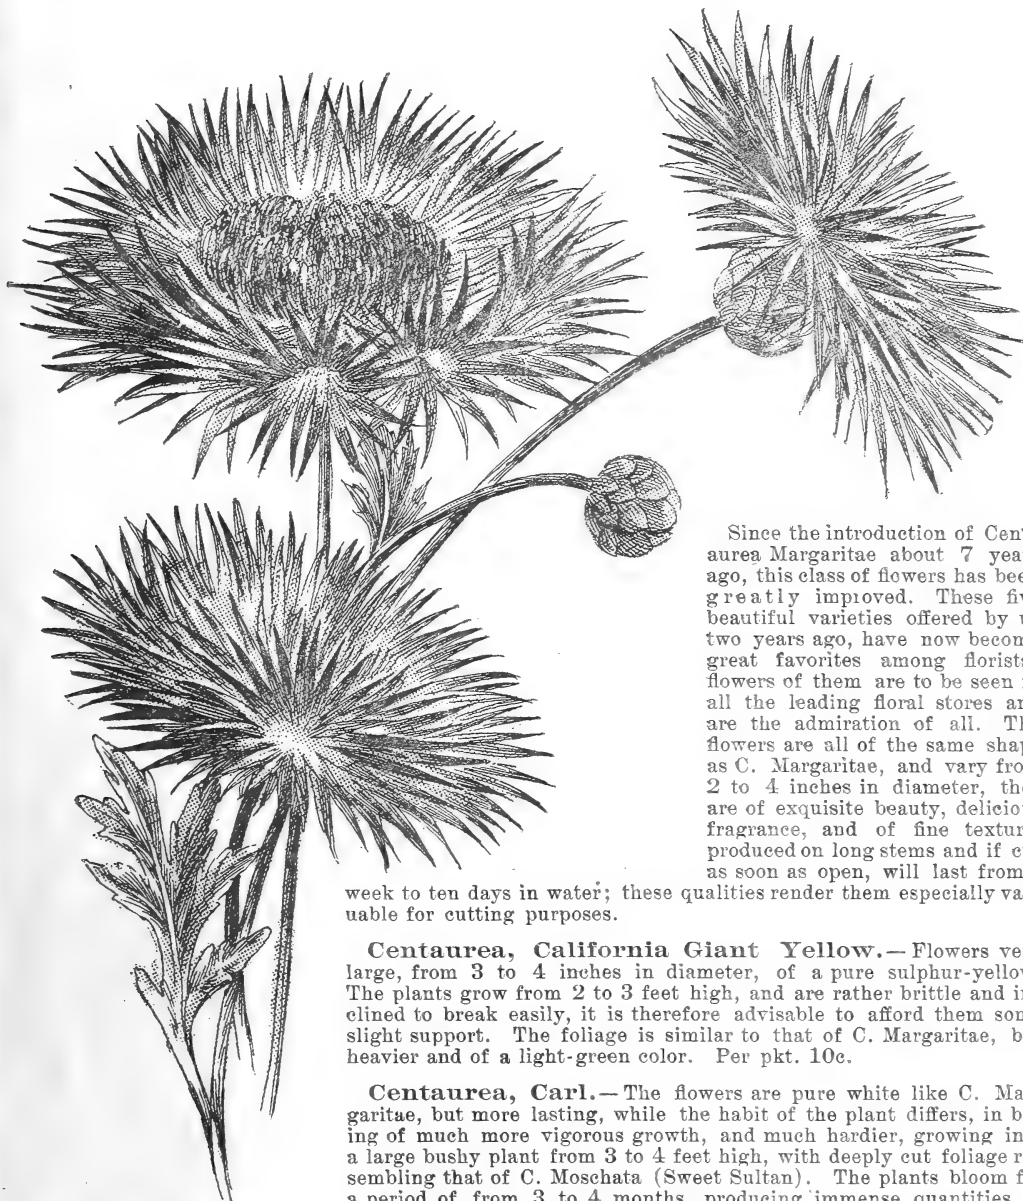 Since the introduction of Cent
aurea Margaritae about 7 yea
ago, this class of flowers has bee
greatly improved. These fiv
beautiful varieties offered by u
two years ago, have now becom
great favorites among florists
flowers of them are to be seen
all the leading floral stores an
are the admiration of all. Th
flowers are all of the same shap
as C. Margaritae, and vary fro
2 to 4 inches in diameter, the
are of exquisite beauty, delicio
fragrance, and of fine textur
produced on long stems and if c
as soon as open, will last from
week to ten days in water; these qualities render them especially va
uable for cutting purposes.
Centaurea, California Giant Yellow.—Flowers ve
large, from 3 to 4 inches in diameter, of a pure sulphur-yellow
The plants grow from 2 to 3 feet high, and are rather brittle and i
clined to break easily, it is therefore advisable to afford them som
slight support. The foliage is similar to that of C. Margaritae, b
heavier and of a light-green color. Per pkt. 10c.
Centaurea, Carl.—The flowers are pure white like C. Ma
garitae, but more lasting, while the habit of the plant differs, in b
ing of much more vigorous growth, and much hardier, growing in
a large bushy plant from 3 to 4 feet high, with deeply cut foliage r
sembling that of C. Moschata (Sweet Sultan). The plants bloom f
a period of from 3 to 4 months, producing immense quantities